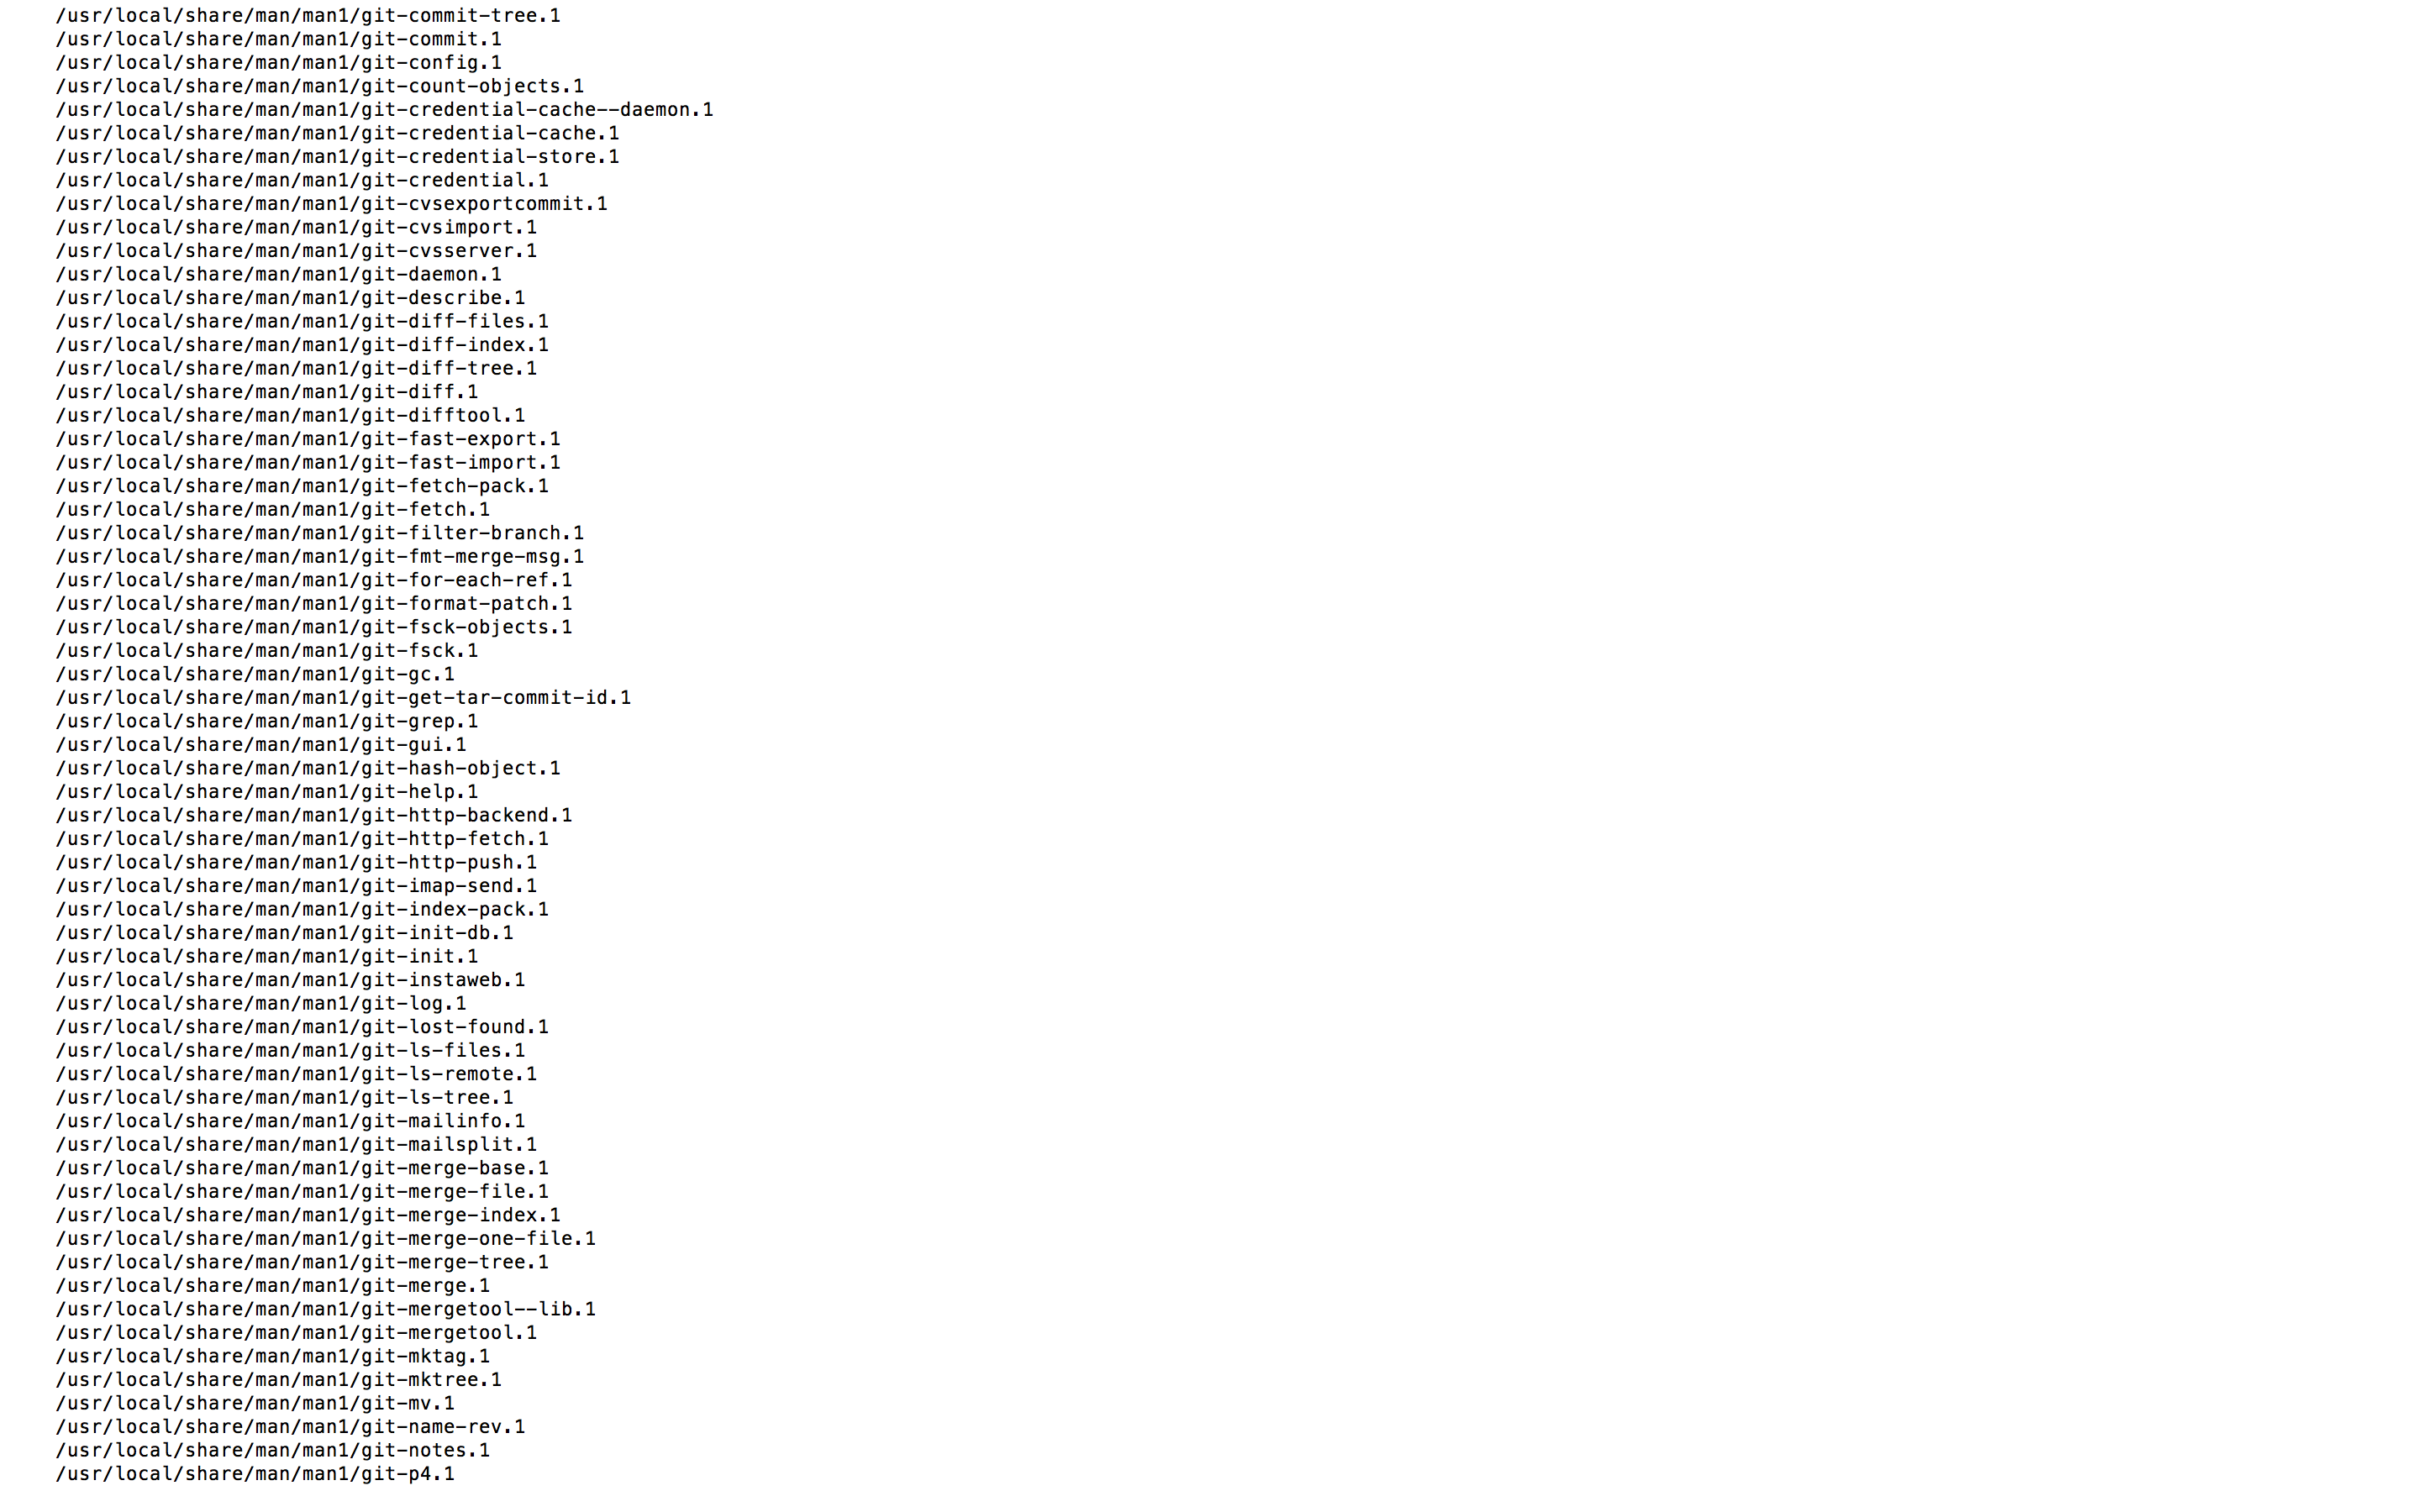 /usr/local/share/man/man1/git-commit-tree.1
/usr/local/share/man/man1/git-commit.1
/usr/local/share/man/man1/git-config.1
/usr/local/share/man/man1/git-count-objects.1
/usr/local/share/man/man1/git-credential-cache--daemon.1
/usr/local/share/man/man1/git-credential-cache.1
/usr/local/share/man/man1/git-credential-store.1
/usr/local/share/man/man1/git-credential.1
/usr/local/share/man/man1/git-cvsexportcommit.1
/usr/local/share/man/man1/git-cvsimport.1
/usr/local/share/man/man1/git-cvsserver.1
/usr/local/share/man/man1/git-daemon.1
/usr/local/share/man/man1/git-describe.1
/usr/local/share/man/man1/git-diff-files.1
/usr/local/share/man/man1/git-diff-index.1
/usr/local/share/man/man1/git-diff-tree.1
/usr/local/share/man/man1/git-diff.1
/usr/local/share/man/man1/git-difftool.1
/usr/local/share/man/man1/git-fast-export.1
/usr/local/share/man/man1/git-fast-import.1
/usr/local/share/man/man1/git-fetch-pack.1
/usr/local/share/man/man1/git-fetch.1
/usr/local/share/man/man1/git-filter-branch.1
/usr/local/share/man/man1/git-fmt-merge-msg.1
/usr/local/share/man/man1/git-for-each-ref.1
/usr/local/share/man/man1/git-format-patch.1
/usr/local/share/man/man1/git-fsck-objects.1
/usr/local/share/man/man1/git-fsck.1
/usr/local/share/man/man1/git-gc.1
/usr/local/share/man/man1/git-get-tar-commit-id.1
/usr/local/share/man/man1/git-grep.1
/usr/local/share/man/man1/git-gui.1
/usr/local/share/man/man1/git-hash-object.1
/usr/local/share/man/man1/git-help.1
/usr/local/share/man/man1/git-http-backend.1
/usr/local/share/man/man1/git-http-fetch.1
/usr/local/share/man/man1/git-http-push.1
/usr/local/share/man/man1/git-imap-send.1
/usr/local/share/man/man1/git-index-pack.1
/usr/local/share/man/man1/git-init-db.1
/usr/local/share/man/man1/git-init.1
/usr/local/share/man/man1/git-instaweb.1
/usr/local/share/man/man1/git-log.1
/usr/local/share/man/man1/git-lost-found.1
/usr/local/share/man/man1/git-ls-files.1
/usr/local/share/man/man1/git-ls-remote.1
/usr/local/share/man/man1/git-ls-tree.1
/usr/local/share/man/man1/git-mailinfo.1
/usr/local/share/man/man1/git-mailsplit.1
/usr/local/share/man/man1/git-merge-base.1
/usr/local/share/man/man1/git-merge-file.1
/usr/local/share/man/man1/git-merge-index.1
/usr/local/share/man/man1/git-merge-one-file.1
/usr/local/share/man/man1/git-merge-tree.1
/usr/local/share/man/man1/git-merge.1
/usr/local/share/man/man1/git-mergetool--lib.1
/usr/local/share/man/man1/git-mergetool.1
/usr/local/share/man/man1/git-mktag.1
/usr/local/share/man/man1/git-mktree.1
/usr/local/share/man/man1/git-mv.1
/usr/local/share/man/man1/git-name-rev.1
/usr/local/share/man/man1/git-notes.1
/usr/local/share/man/man1/git-p4.1